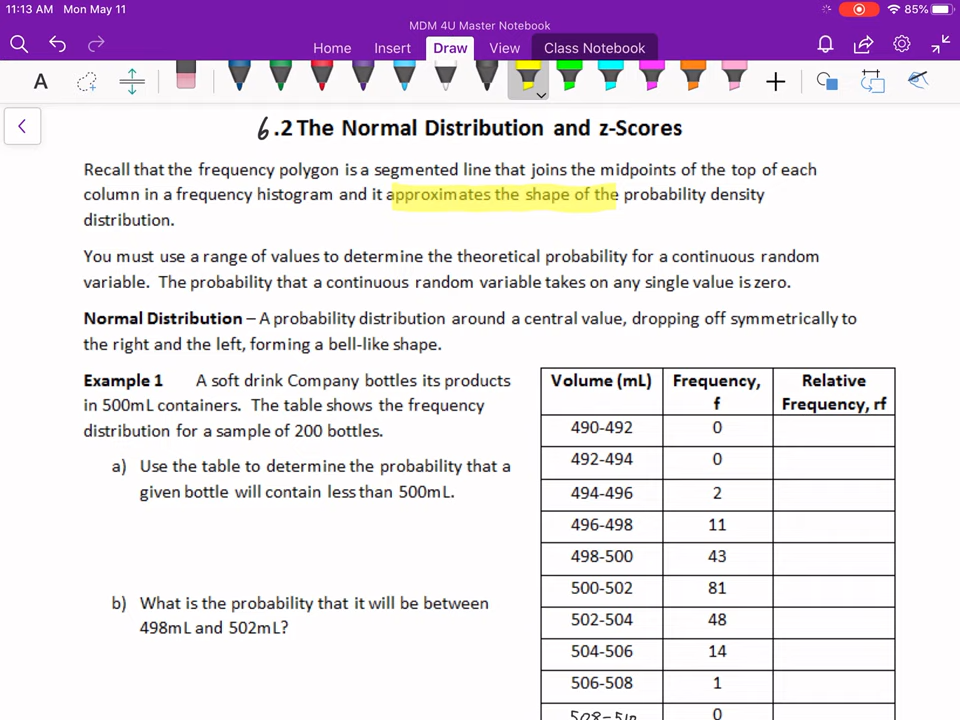 11:13 AM Mon May 11
85%
MDM 4U Master Notebook
Home Insert Draw View Class Notebook
A
6.2 The Normal Distribution and z-Scores
Recall that the frequency polygon is a segmented line that joins the midpoints of the top of each
column in a frequency histogram and it approximates the shape of the probability density
distribution.
You must use a range of values to determine the theoretical probability for a continuous random
variable. The probability that a continuous random variable takes on any single value is zero.
Normal Distribution – A probability distribution around a central value, dropping off symmetrically to
the right and the left, forming a bell-like shape.
Example 1 A soft drink Company bottles its products
in 500mL containers. The table shows the frequency
distribution for a sample of 200 bottles.
a) Use the table to determine the probability that a
given bottle will contain less than 500mL.
b) What is the probability that it will be between
498mL and 502mL?
Volume (mL) Frequency, f Relative Frequency, rf
490-492 0
492-494 0
494-496 2
496-498 11
498-500 43
500-502 81
502-504 48
504-506 14
506-508 1
508-510 0